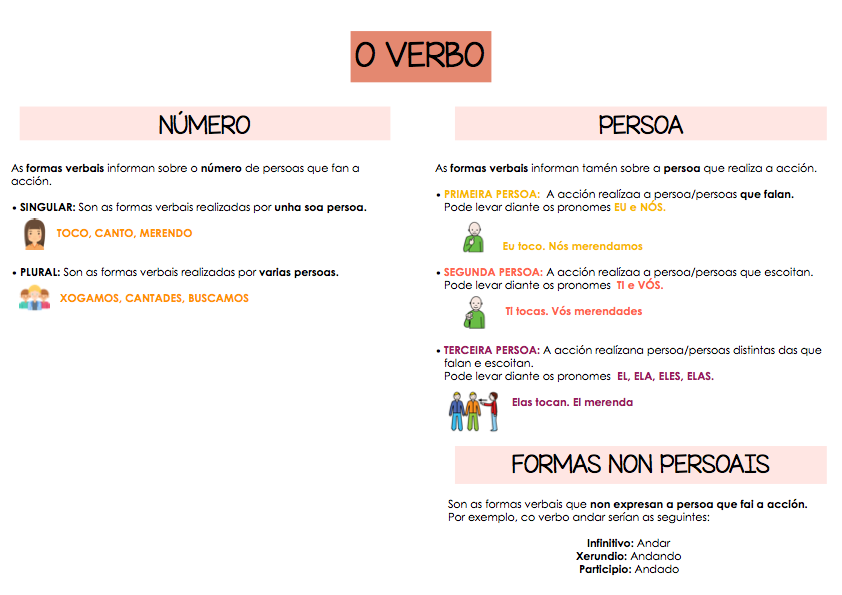 O VERBO
NÚMERO
As formas verbais informan sobre o número de persoas que fan a
acción.
• SINGULAR: Son as formas verbais realizadas por unha soa persoa.
TOCO, CANTO, MERENDO
• PLURAL: Son as formas verbais realizadas por varias persoas.
XOGAMOS, CANTADES, BUSCAMOS
PERSOA
As formas verbais informan tamén sobre a persoa que realiza a acción.
• PRIMEIRA PERSOA: A acción realízaa a persoa/persoas que falan.
Pode levar diante os pronomes EU e NÓS.
Eu toco. Nós merendamos
• SEGUNDA PERSOA: A acción realízaa a persoa/persoas que escoitan.
Pode levar diante os pronomes TI e VÓS.
Ti tocas. Vós merendades
• TERCEIRA PERSOA: A acción realízana persoa/persoas distintas das que
falan e escoitan.
Pode levar diante os pronomes EL, ELA, ELES, ELAS.
Elas tocan. El merenda
FORMAS NON PERSOAIS
Son as formas verbais que non expresan a persoa que fai a acción.
Por exemplo, co verbo andar serían as seguintes:
Infinitivo: Andar
Xerundio: Andando
Participio: Andado